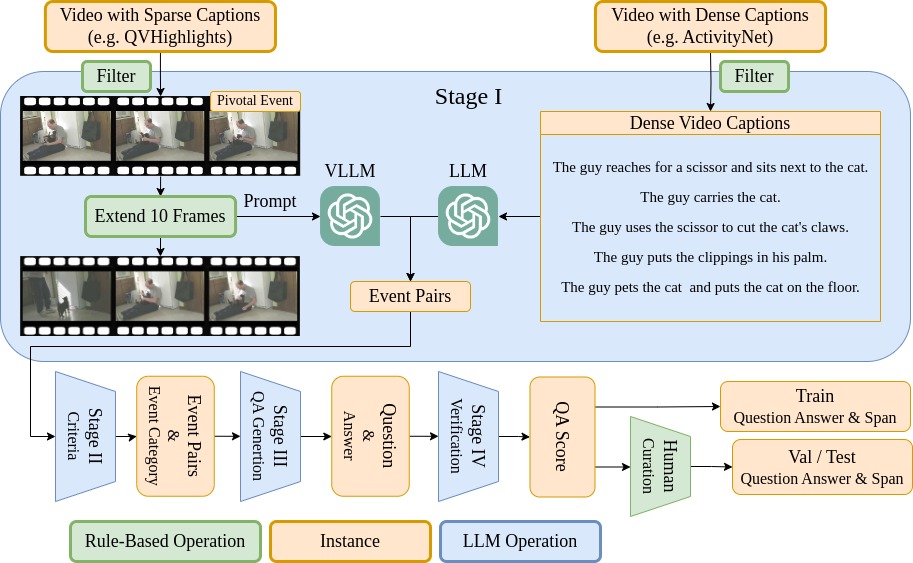 Video with Sparse Captions
(e.g. QVHighlights)
Video with Dense Captions
(e.g. ActivityNet)
Filter
Filter
Stage I
Pivotal Event
Dense Video Captions
The guy reaches for a scissor and sits next to the cat.
The guy carries the cat.
The guy uses the scissor to cut the cat's claws.
The guy puts the clippings in his palm.
The guy pets the cat and puts the cat on the floor.
VLLM
LLM
Extend 10 Frames
Prompt
Event Pairs
Stage II
Criteria
Event Pairs
&
Event Category
Stage III
QA Genertion
Question
&
Answer
Stage IV
Verification
QA Score
Human
Curation
Train
Question Answer & Span
Val / Test
Question Answer & Span
Rule-Based Operation
Instance
LLM Operation